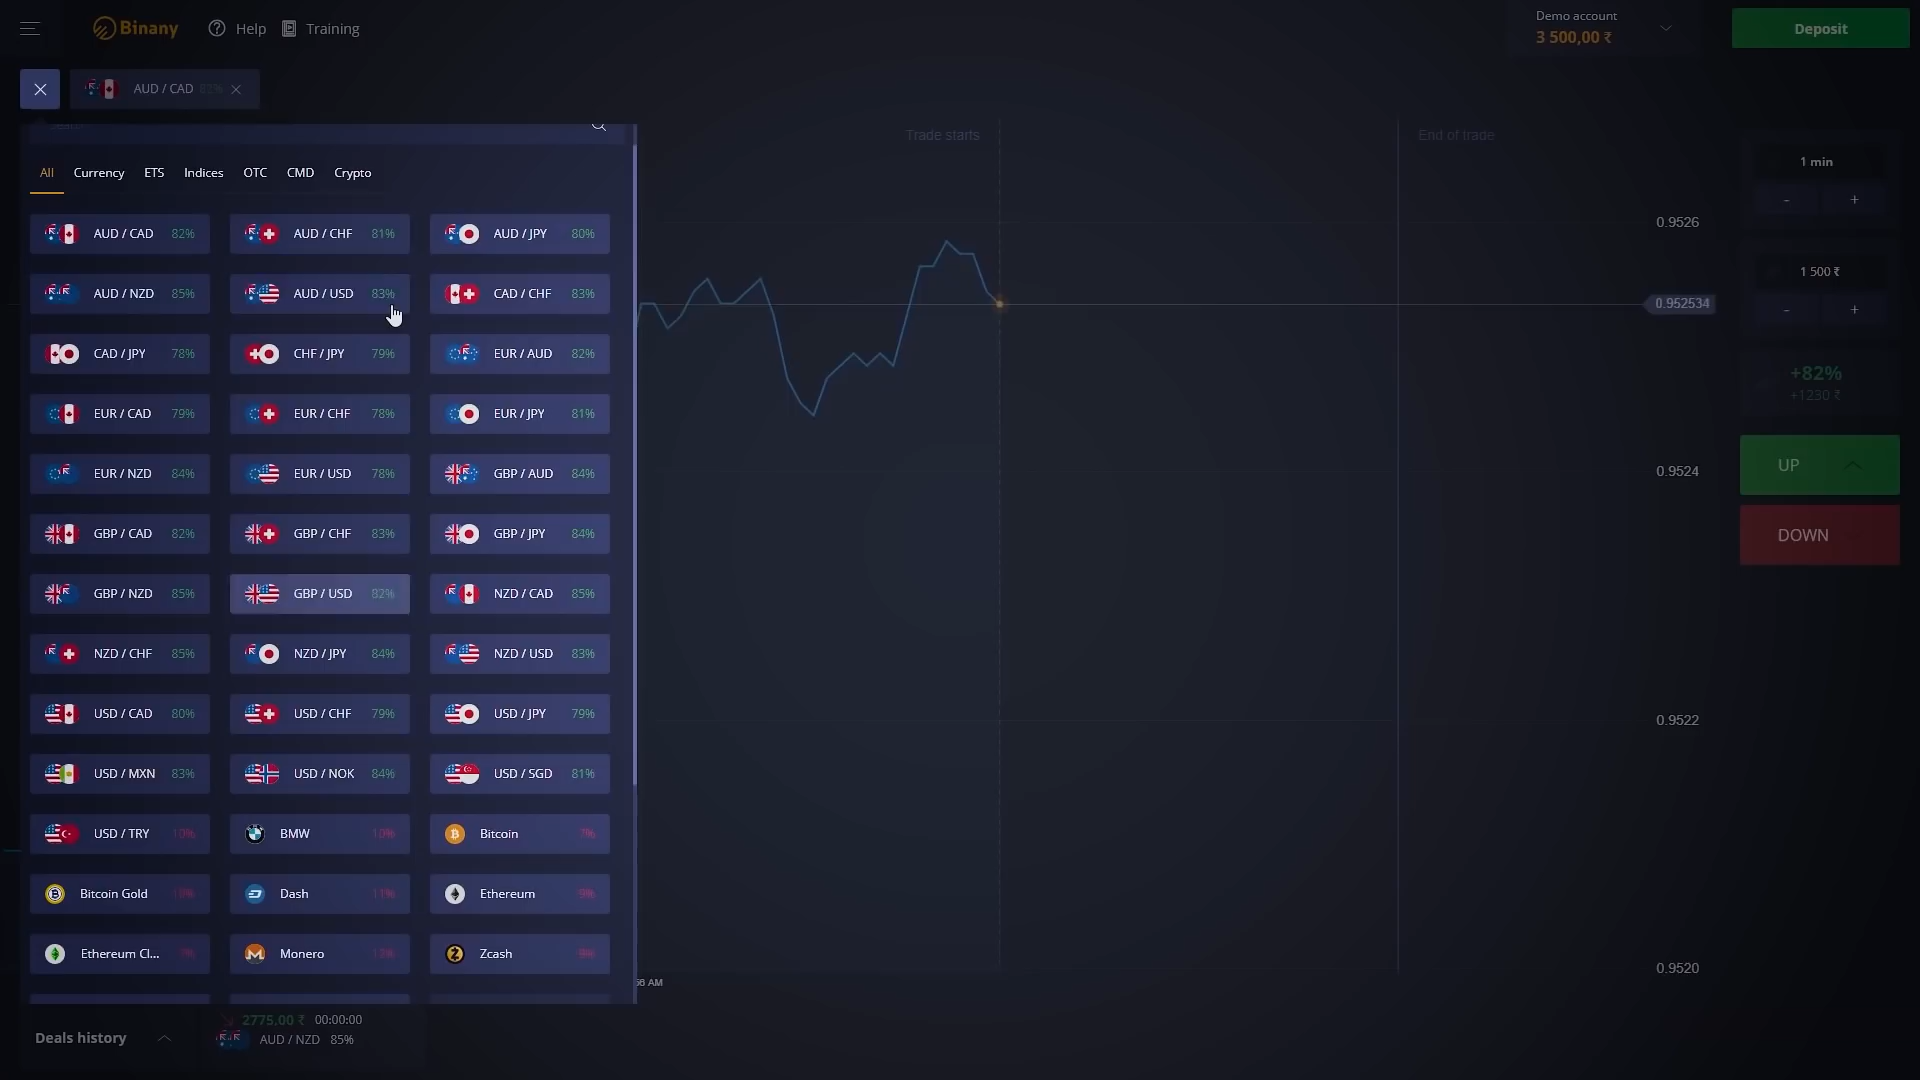 Binany
Help
Training
Demo account
3 500,00 ₹
Deposit
AUD / CAD 82%
All
Currency
ETS
Indices
OTC
CMD
Crypto
AUD / CAD 82%
AUD / CHF 81%
AUD / JPY 80%
AUD / NZD 85%
AUD / USD 83%
CAD / CHF 83%
CAD / JPY 78%
CHF / JPY 79%
EUR / AUD 82%
EUR / CAD 79%
EUR / CHF 78%
EUR / JPY 81%
EUR / NZD 84%
EUR / USD 78%
GBP / AUD 84%
GBP / CAD 82%
GBP / CHF 83%
GBP / JPY 84%
GBP / NZD 85%
GBP / USD 82%
NZD / CAD 85%
NZD / CHF 85%
NZD / JPY 84%
NZD / USD 83%
USD / CAD 80%
USD / CHF 79%
USD / JPY 79%
USD / MXN 83%
USD / NOK 84%
USD / SGD 81%
USD / TRY 10%
BMW 10%
Bitcoin
Bitcoin Gold
Dash 11%
Ethereum 9%
Ethereum Cl...
Monero
Zcash
Trade starts
End of trade
0.9526
0.952534
0.9524
0.9522
0.9520
1 min
- +
1 500 ₹
- +
+82%
+1230 ₹
UP
DOWN
Deals history
2775,00 ₹ 00:00:00
AUD / NZD 85%